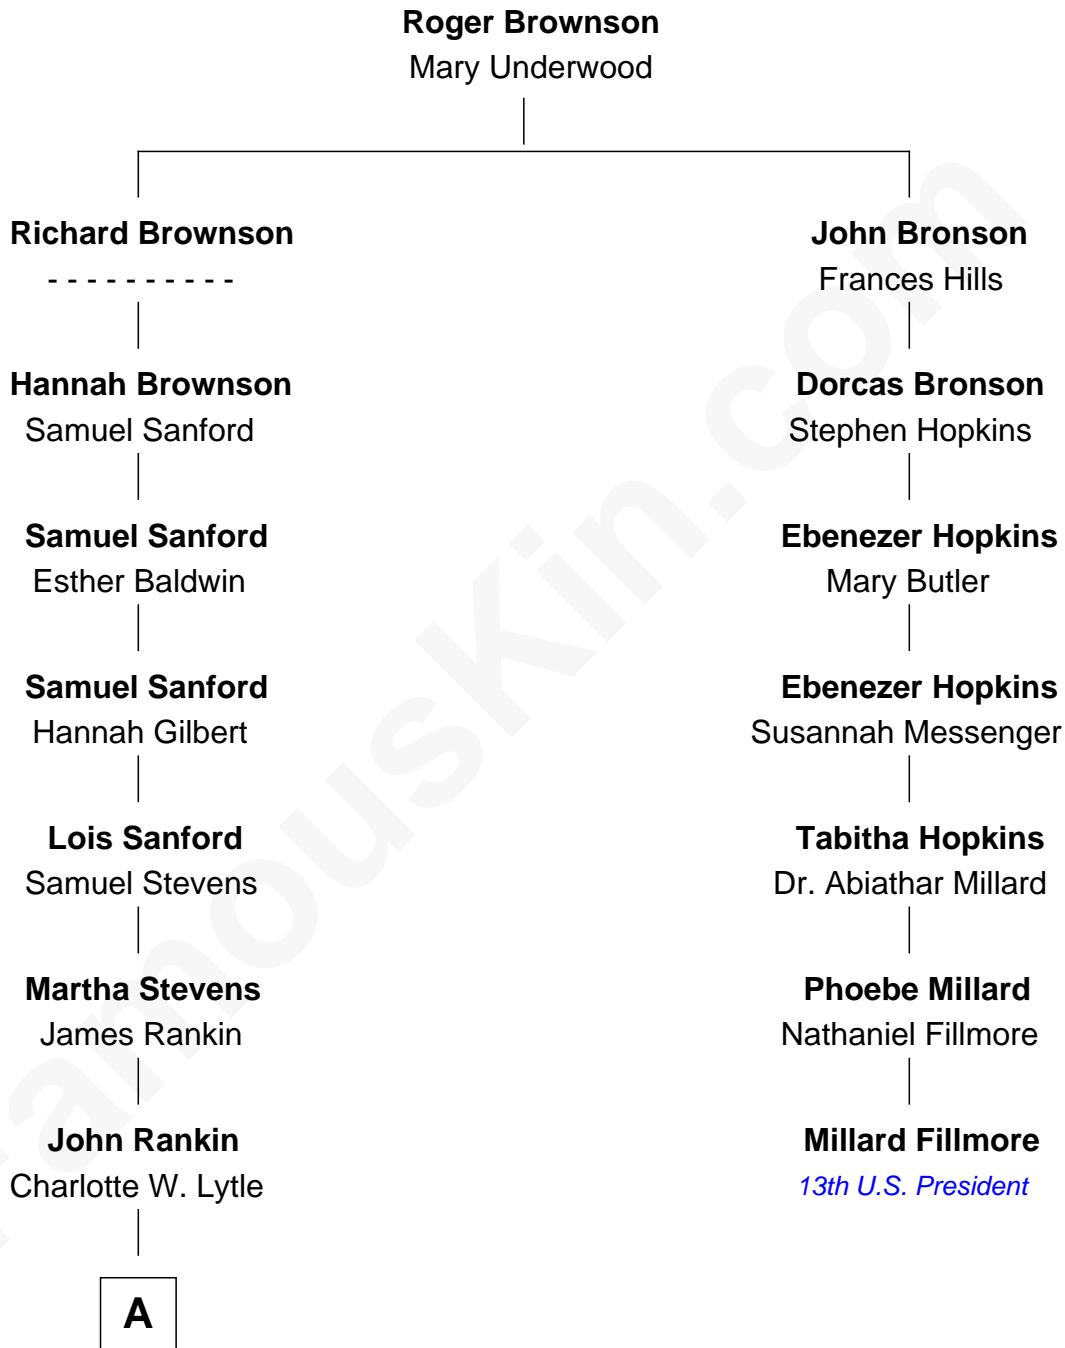 Roger Brownson
Mary Underwood
Richard Brownson
- - - - - - - - - -
John Bronson
Frances Hills
Hannah Brownson
Samuel Sanford
Dorcas Bronson
Stephen Hopkins
Samuel Sanford
Esther Baldwin
Ebenezer Hopkins
Mary Butler
Samuel Sanford
Hannah Gilbert
Ebenezer Hopkins
Susannah Messenger
Lois Sanford
Samuel Stevens
Tabitha Hopkins
Dr. Abiathar Millard
Martha Stevens
James Rankin
Phoebe Millard
Nathaniel Fillmore
John Rankin
Charlotte W. Lytle
Millard Fillmore
13th U.S. President
A
FamousKin.com